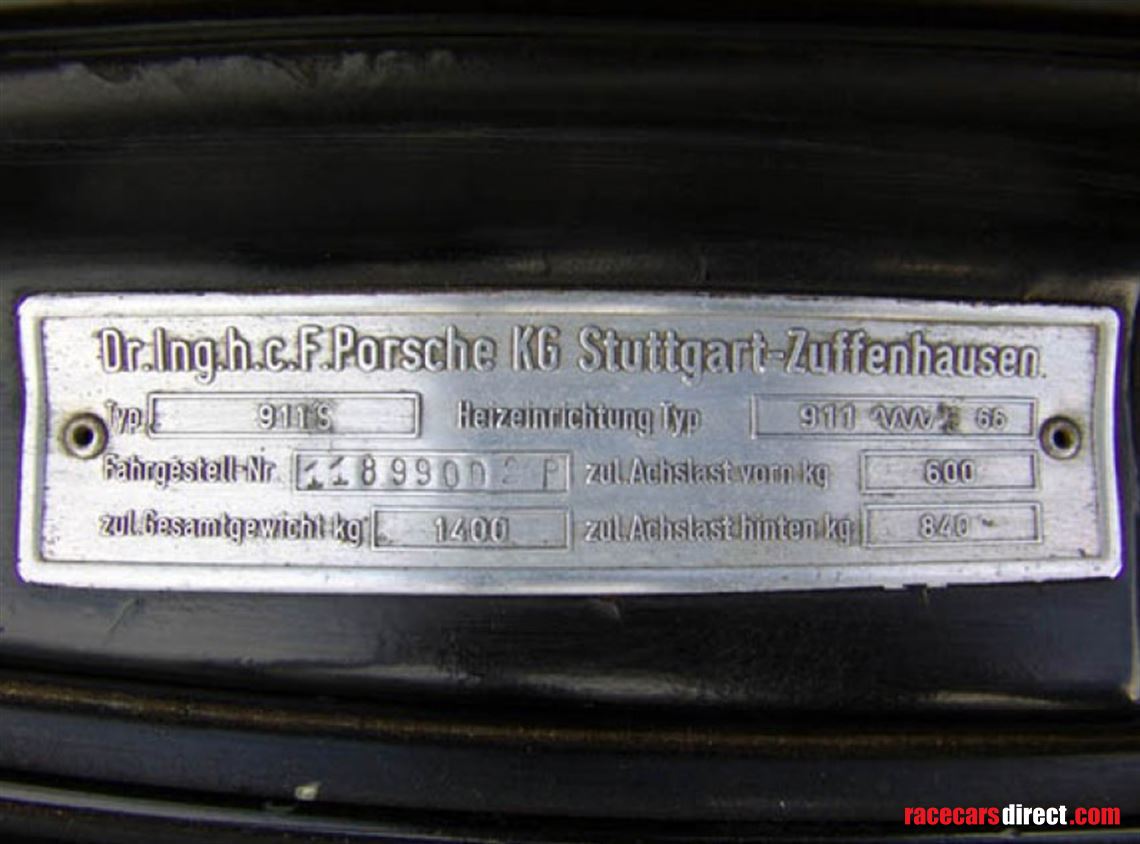 Dr.Ing.h.c.F.Porsche KG Stuttgart-Zuffenhausen.
Typ 911S Heizeinrichtung Typ 911 66
Fahrgestell-Nr zul.Achslast vorn kg 600
zul.Gesamtgewicht kg 1400 zul.Achslast hinten kg 840
racecarsdirect.com